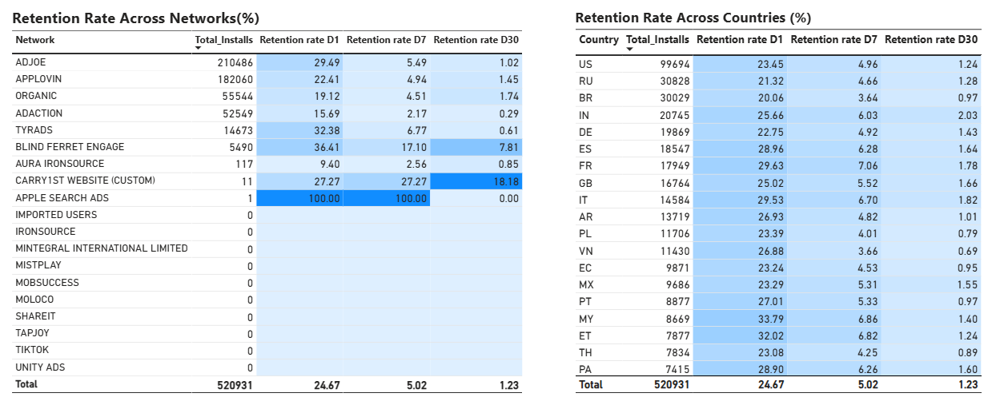 Retention Rate Across Networks(%)
Network Total_Installs Retention rate D1 Retention rate D7 Retention rate D30
ADJOE 210486 29.49 5.49 1.02
APPLOVIN 182060 22.41 4.94 1.45
ORGANIC 55544 19.12 4.51 1.74
ADACTION 52549 15.69 2.17 0.29
TYRADS 14673 32.38 6.77 0.61
BLIND FERRET ENGAGE 5490 36.41 17.10 7.81
AURA IRONSOURCE 117 9.40 2.56 0.85
CARRY1ST WEBSITE (CUSTOM) 11 27.27 27.27 18.18
APPLE SEARCH ADS 1 100.00 100.00 0.00
IMPORTED USERS 0
IRONSOURCE 0
MINTEGRAL INTERNATIONAL LIMITED 0
MISTPLAY 0
MOBSUCCESS 0
MOLOCO 0
SHAREIT 0
TAPJOY 0
TIKTOK 0
UNITY ADS 0
Total 520931 24.67 5.02 1.23
Retention Rate Across Countries (%)
Country Total_Installs Retention rate D1 Retention rate D7 Retention rate D30
US 99694 23.45 4.96 1.24
RU 30828 21.32 4.66 1.28
BR 30029 20.06 3.64 0.97
IN 20745 25.66 6.03 2.03
DE 19869 22.75 4.92 1.43
ES 18547 28.96 6.28 1.64
FR 17949 29.63 7.06 1.78
GB 16764 25.02 5.52 1.66
IT 14584 29.53 6.70 1.82
AR 13719 26.93 4.82 1.01
PL 11706 23.39 4.01 0.79
VN 11430 26.88 3.66 0.69
EC 9871 23.24 4.53 0.95
MX 9686 23.29 5.31 1.55
PT 8877 27.01 5.33 0.97
MY 8669 33.79 6.86 1.40
ET 7877 32.02 6.82 1.24
TH 7834 23.08 4.25 0.89
PA 7415 28.90 6.26 1.60
Total 520931 24.67 5.02 1.23